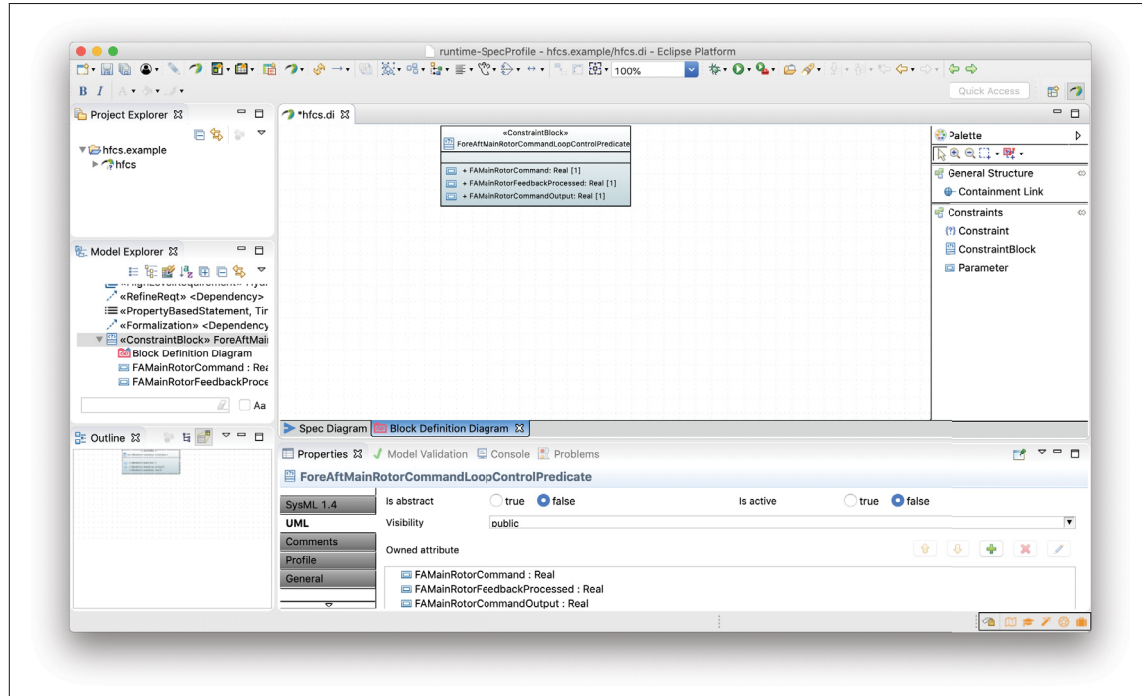 runtime-SpecProfile - hfcs.example/hfcs.di - Eclipse Platform
100%
B I A
Quick Access
Project Explorer
hfcs.example
hfcs
*hfcs.di
«ConstraintBlock»
ForeAftMainRotorCommandLoopControlPredicate
+ FAMainRotorCommand: Real [1]
+ FAMainRotorFeedbackProcessed: Real [1]
+ FAMainRotorCommandOutput: Real [1]
Palette
General Structure
Containment Link
Constraints
{?} Constraint
ConstraintBlock
Parameter
Model Explorer
«RefineReqt» <Dependency>
«PropertyBasedStatement, Tir
«Formalization» <Dependency
«ConstraintBlock» ForeAftMai
Block Definition Diagram
FAMainRotorCommand : Rea
FAMainRotorFeedbackProce
Aa
Spec Diagram
Block Definition Diagram
Outline
Properties
Model Validation
Console
Problems
ForeAftMainRotorCommandLoopControlPredicate
SysML 1.4
UML
Comments
Profile
General
Is abstract
true
false
Is active
true
false
Visibility
public
Owned attribute
FAMainRotorCommand : Real
FAMainRotorFeedbackProcessed : Real
FAMainRotorCommandOutput : Real